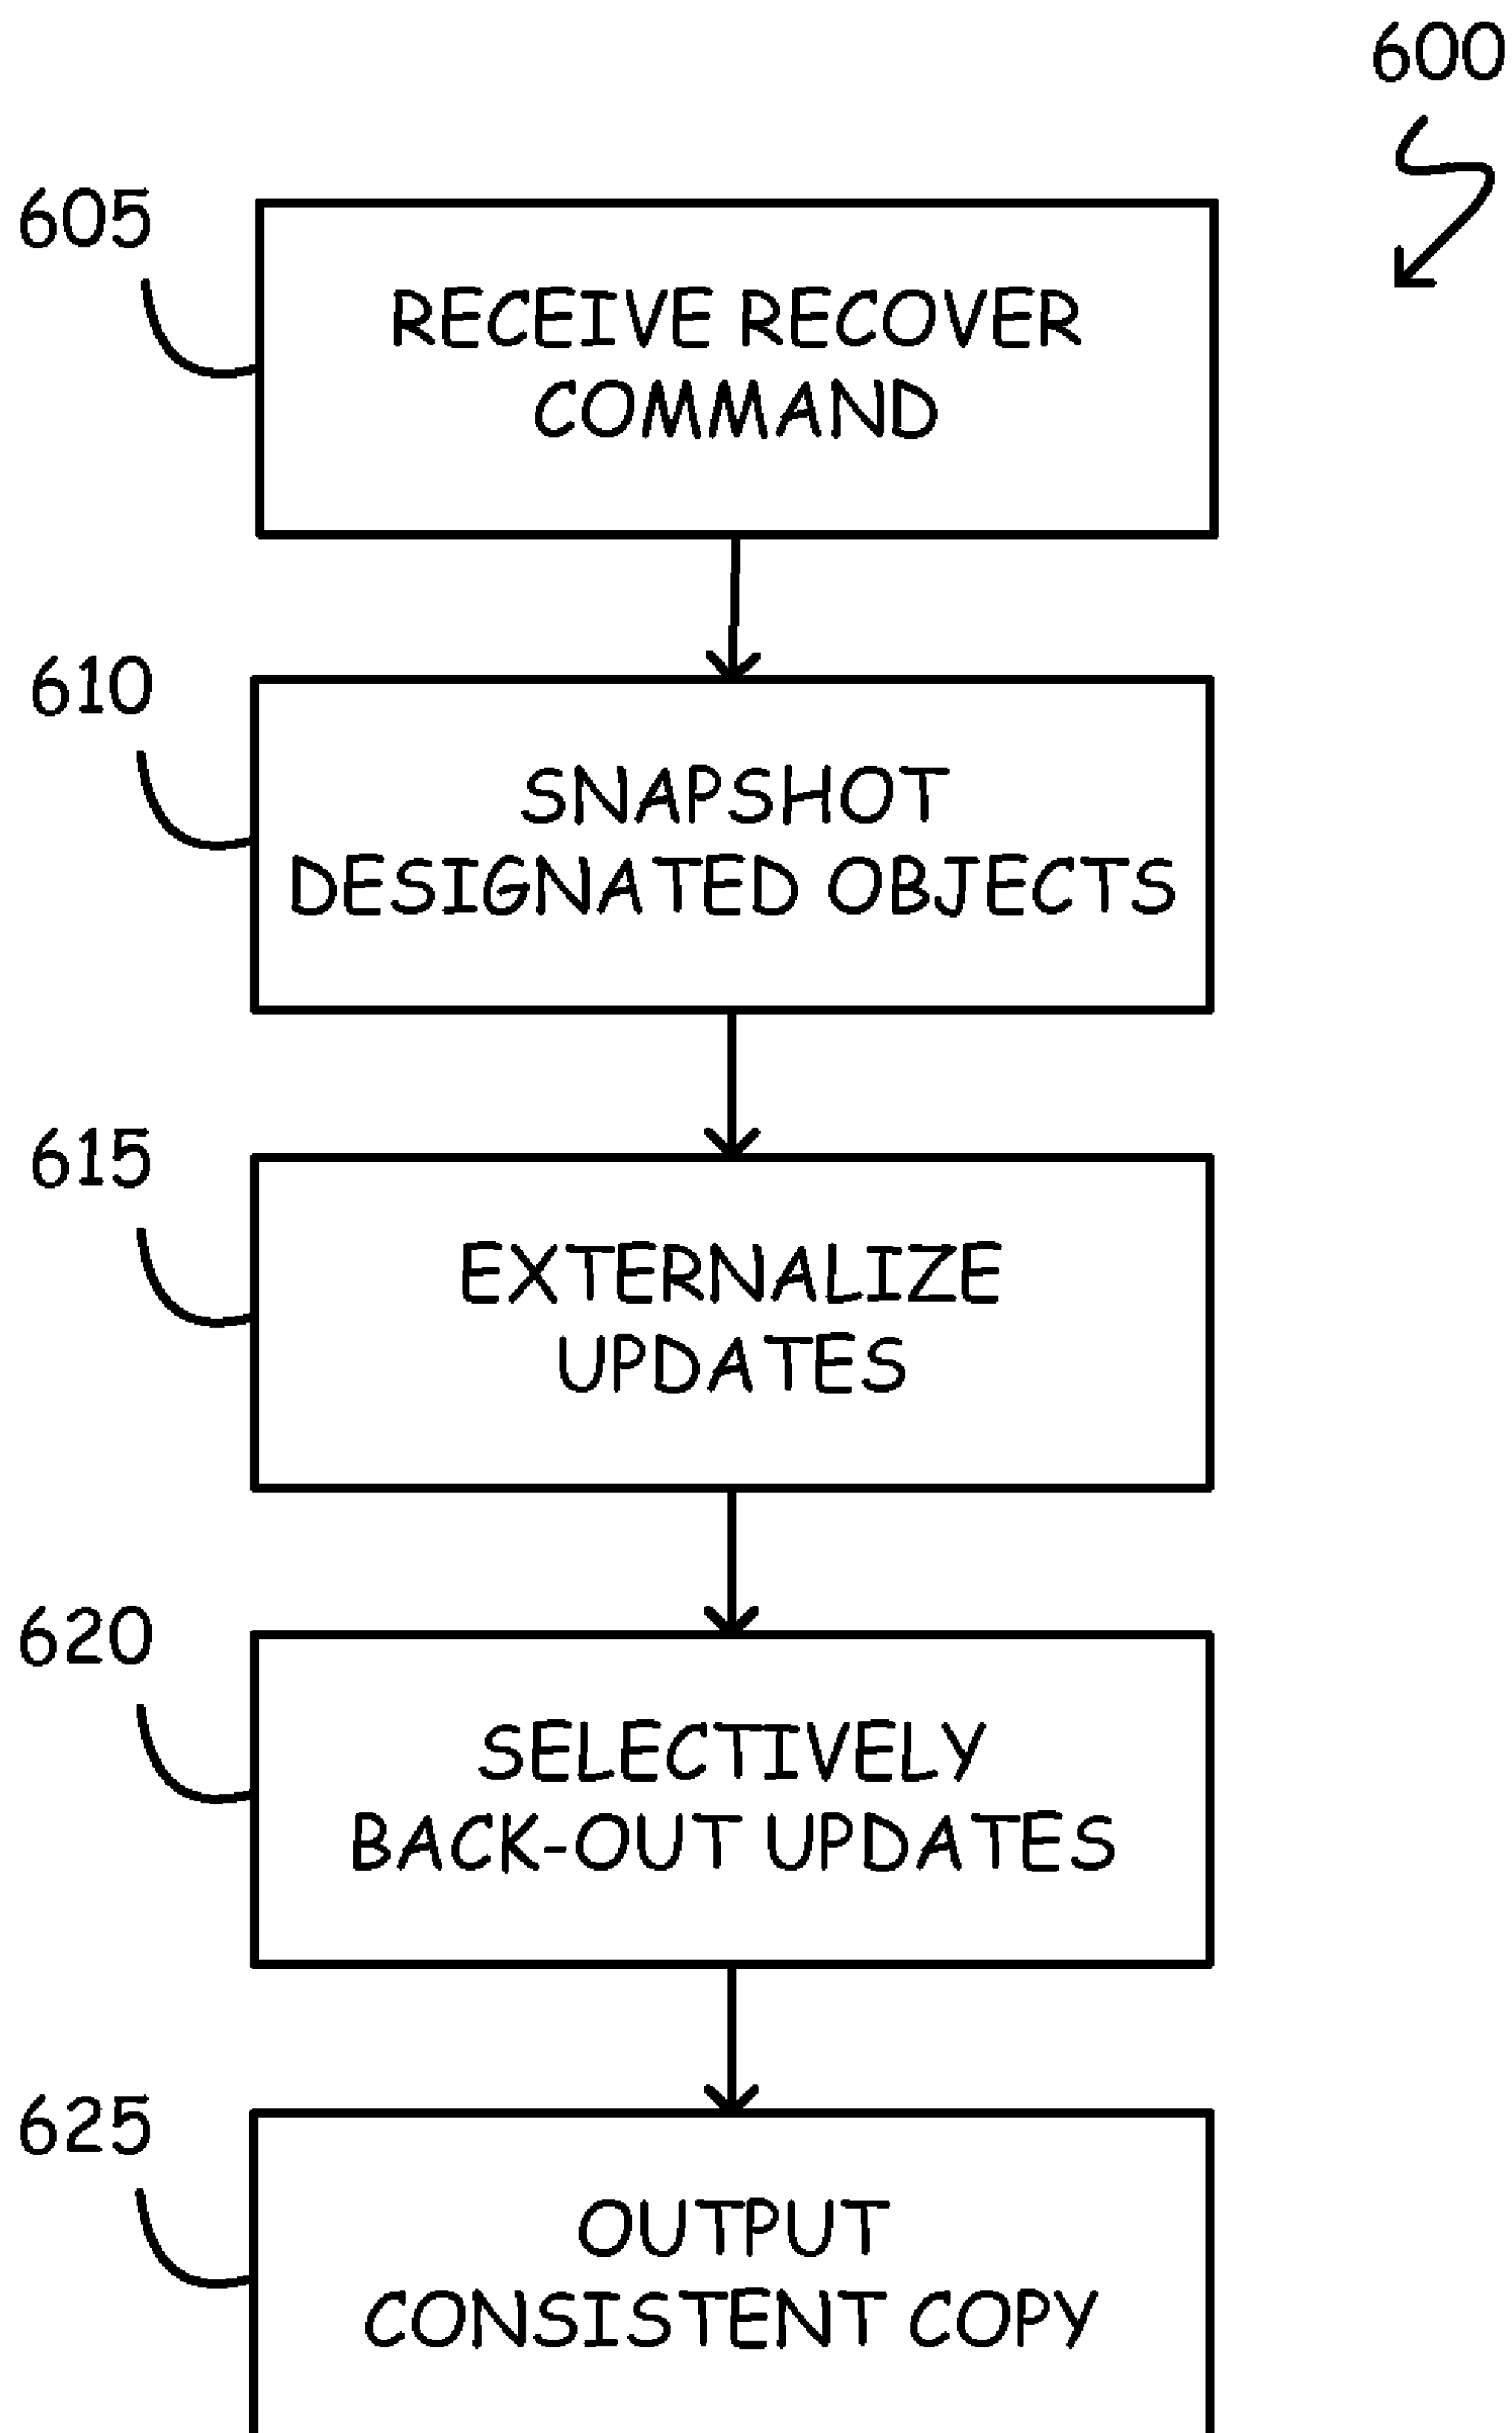 600
605
RECEIVE RECOVER
COMMAND
610
SNAPSHOT
DESIGNATED OBJECTS
615
EXTERNALIZE
UPDATES
620
SELECTIVELY
BACK-OUT UPDATES
625
OUTPUT
CONSISTENT COPY